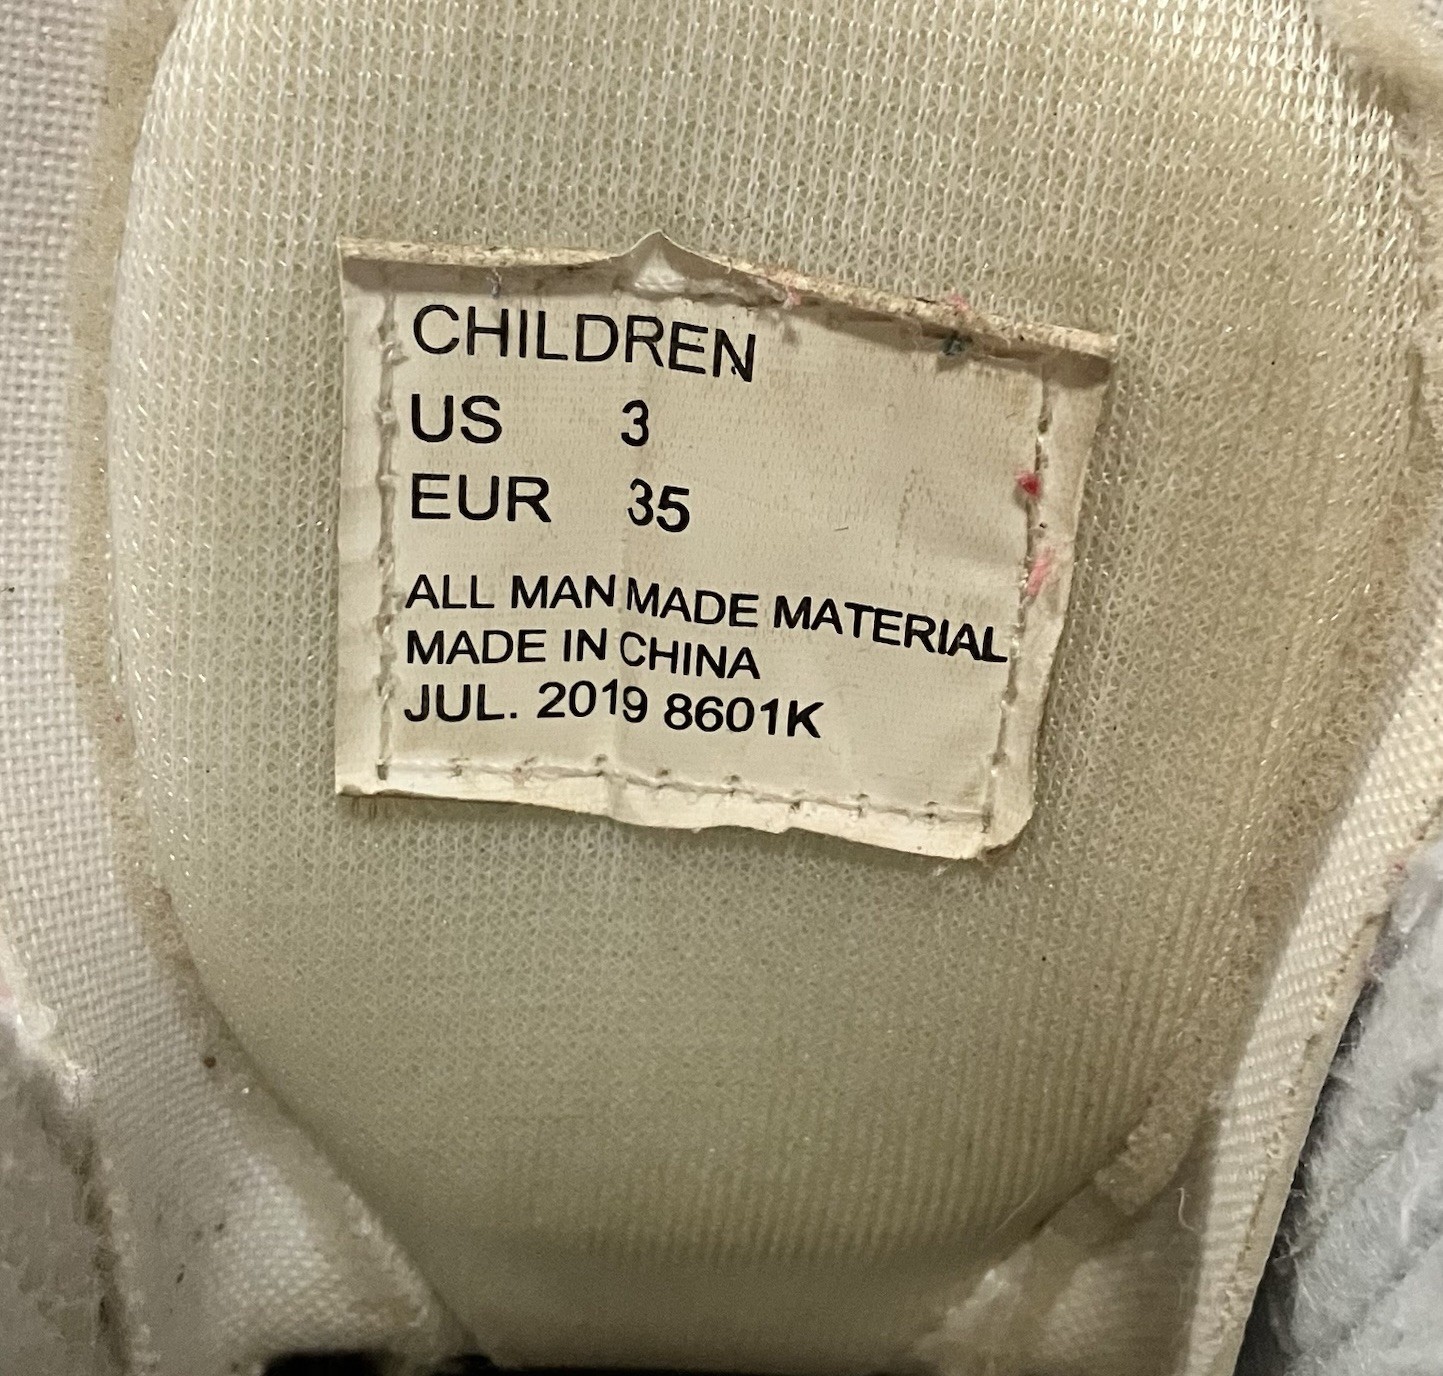 CHILDREN
US 3
EUR 35
ALL MAN MADE MATERIAL
MADE IN CHINA
JUL. 2019 8601K